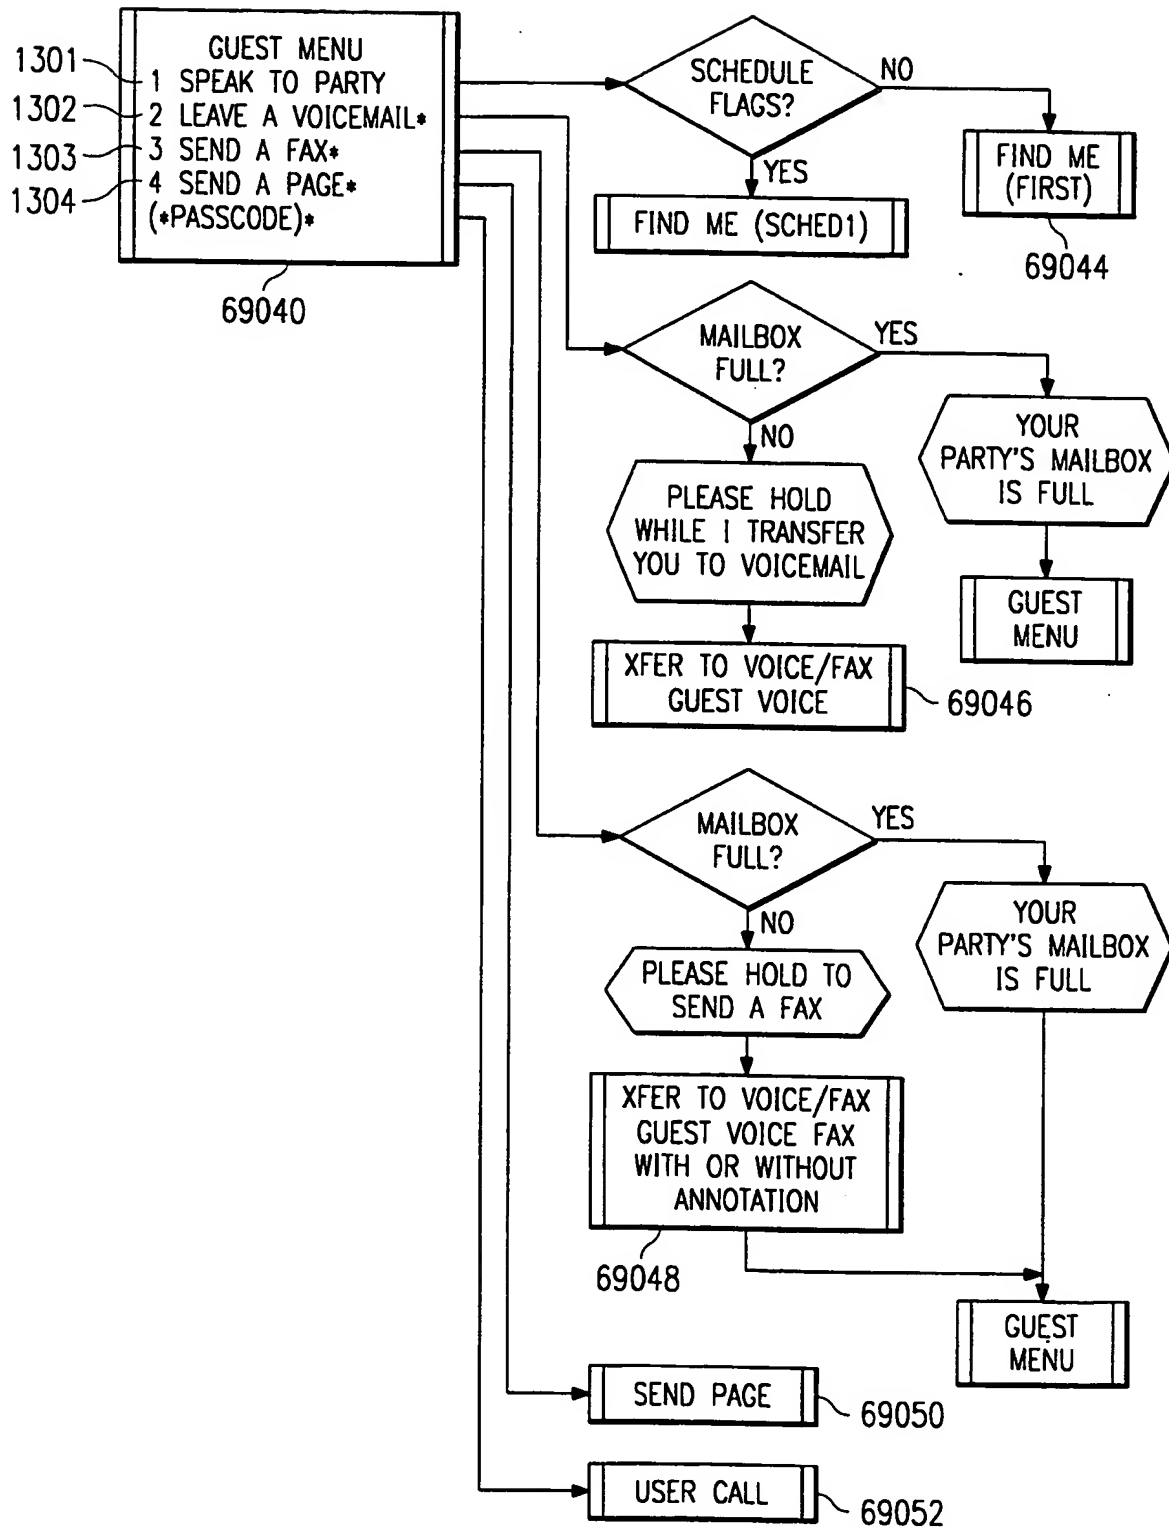 GUEST MENU
1301
1 SPEAK TO PARTY
1302
2 LEAVE A VOICEMAIL*
1303
3 SEND A FAX*
1304
4 SEND A PAGE*
(*PASSCODE)*
69040
SCHEDULE
FLAGS?
NO
YES
FIND ME
(FIRST)
69044
FIND ME (SCHED1)
MAILBOX
FULL?
YES
NO
YOUR
PARTY'S MAILBOX
IS FULL
PLEASE HOLD
WHILE I TRANSFER
YOU TO VOICEMAIL
GUEST
MENU
XFER TO VOICE/FAX
GUEST VOICE
69046
MAILBOX
FULL?
YES
NO
YOUR
PARTY'S MAILBOX
IS FULL
PLEASE HOLD TO
SEND A FAX
XFER TO VOICE/FAX
GUEST VOICE FAX
WITH OR WITHOUT
ANNOTATION
69048
GUEST
MENU
SEND PAGE
69050
USER CALL
69052